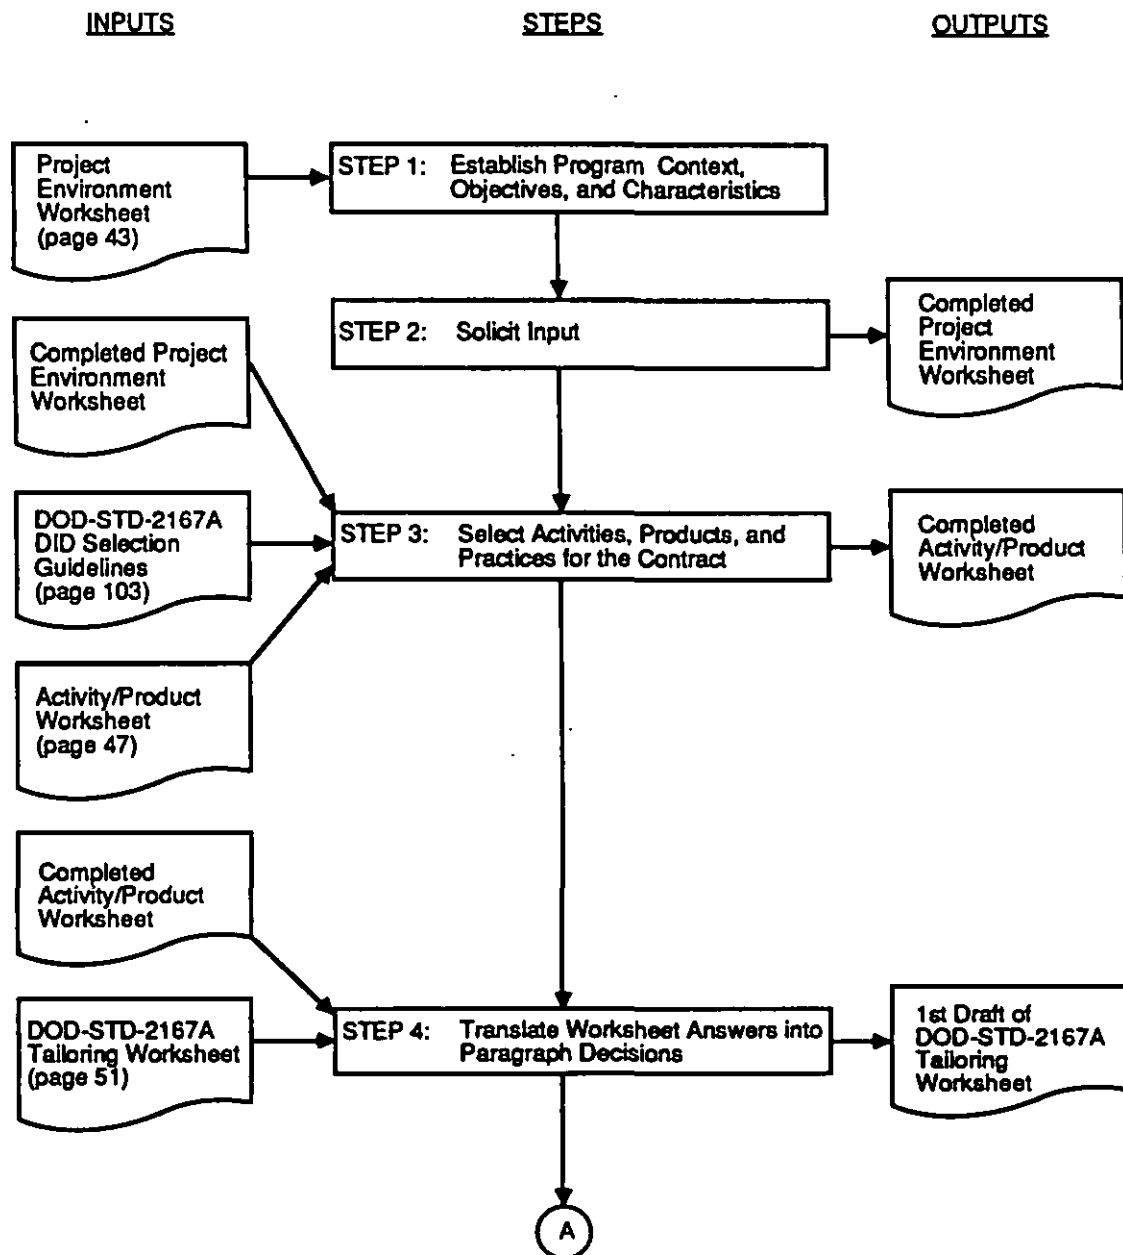 INPUTS
STEPS
OUTPUTS
Project
Environment
Worksheet
(page 43)
STEP 1: Establish Program Context,
Objectives, and Characteristics
STEP 2: Solicit Input
Completed
Project
Environment
Worksheet
Completed Project
Environment
Worksheet
DOD-STD-2167A
DID Selection
Guidelines
(page 103)
STEP 3: Select Activities, Products, and
Practices for the Contract
Completed
Activity/Product
Worksheet
Activity/Product
Worksheet
(page 47)
Completed
Activity/Product
Worksheet
DOD-STD-2167A
Tailoring Worksheet
(page 51)
STEP 4: Translate Worksheet Answers into
Paragraph Decisions
1st Draft of
DOD-STD-2167A
Tailoring
Worksheet
A